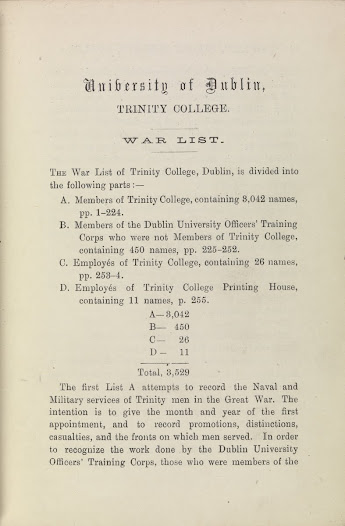 University of Dublin,
TRINITY COLLEGE.
WAR LIST.
THE War List of Trinity College, Dublin, is divided into
the following parts :—
A. Members of Trinity College, containing 3,042 names,
pp. 1–224.
B. Members of the Dublin University Officers' Training
Corps who were not Members of Trinity College,
containing 450 names, pp. 225–252.
C. Employés of Trinity College, containing 26 names,
pp. 253–4.
D. Employés of Trinity College Printing House,
containing 11 names, p. 255.
A—3,042
B— 450
C— 26
D— 11
Total, 3,529
The first List A attempts to record the Naval and
Military services of Trinity men in the Great War. The
intention is to give the month and year of the first
appointment, and to record promotions, distinctions,
casualties, and the fronts on which men served. In order
to recognize the work done by the Dublin University
Officers' Training Corps, those who were members of the